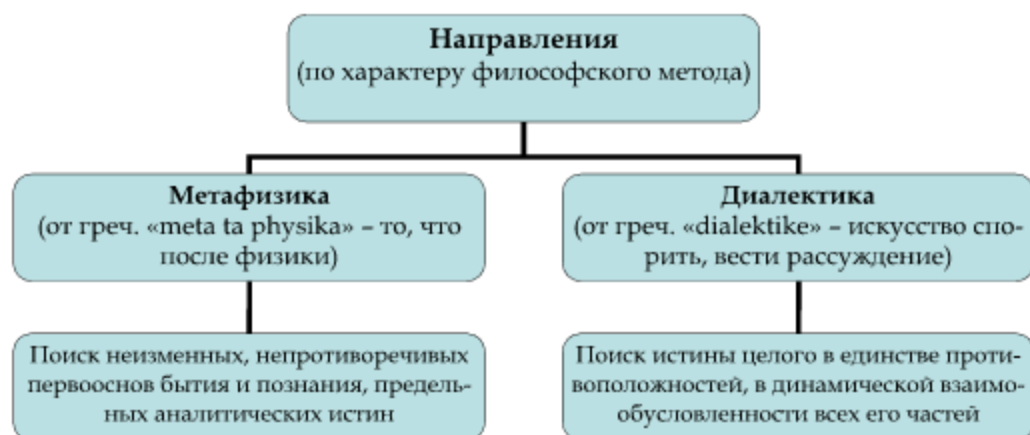 Направления
(по характеру философского метода)
Метафизика
(от греч. «meta ta physika» – то, что
после физики)
Диалектика
(от греч. «dialektike» – искусство спо-
рить, вести рассуждение)
Поиск неизменных, непротиворечивых
первооснов бытия и познания, предель-
ных аналитических истин
Поиск истины целого в единстве проти-
воположностей, в динамической взаимо-
обусловленности всех его частей